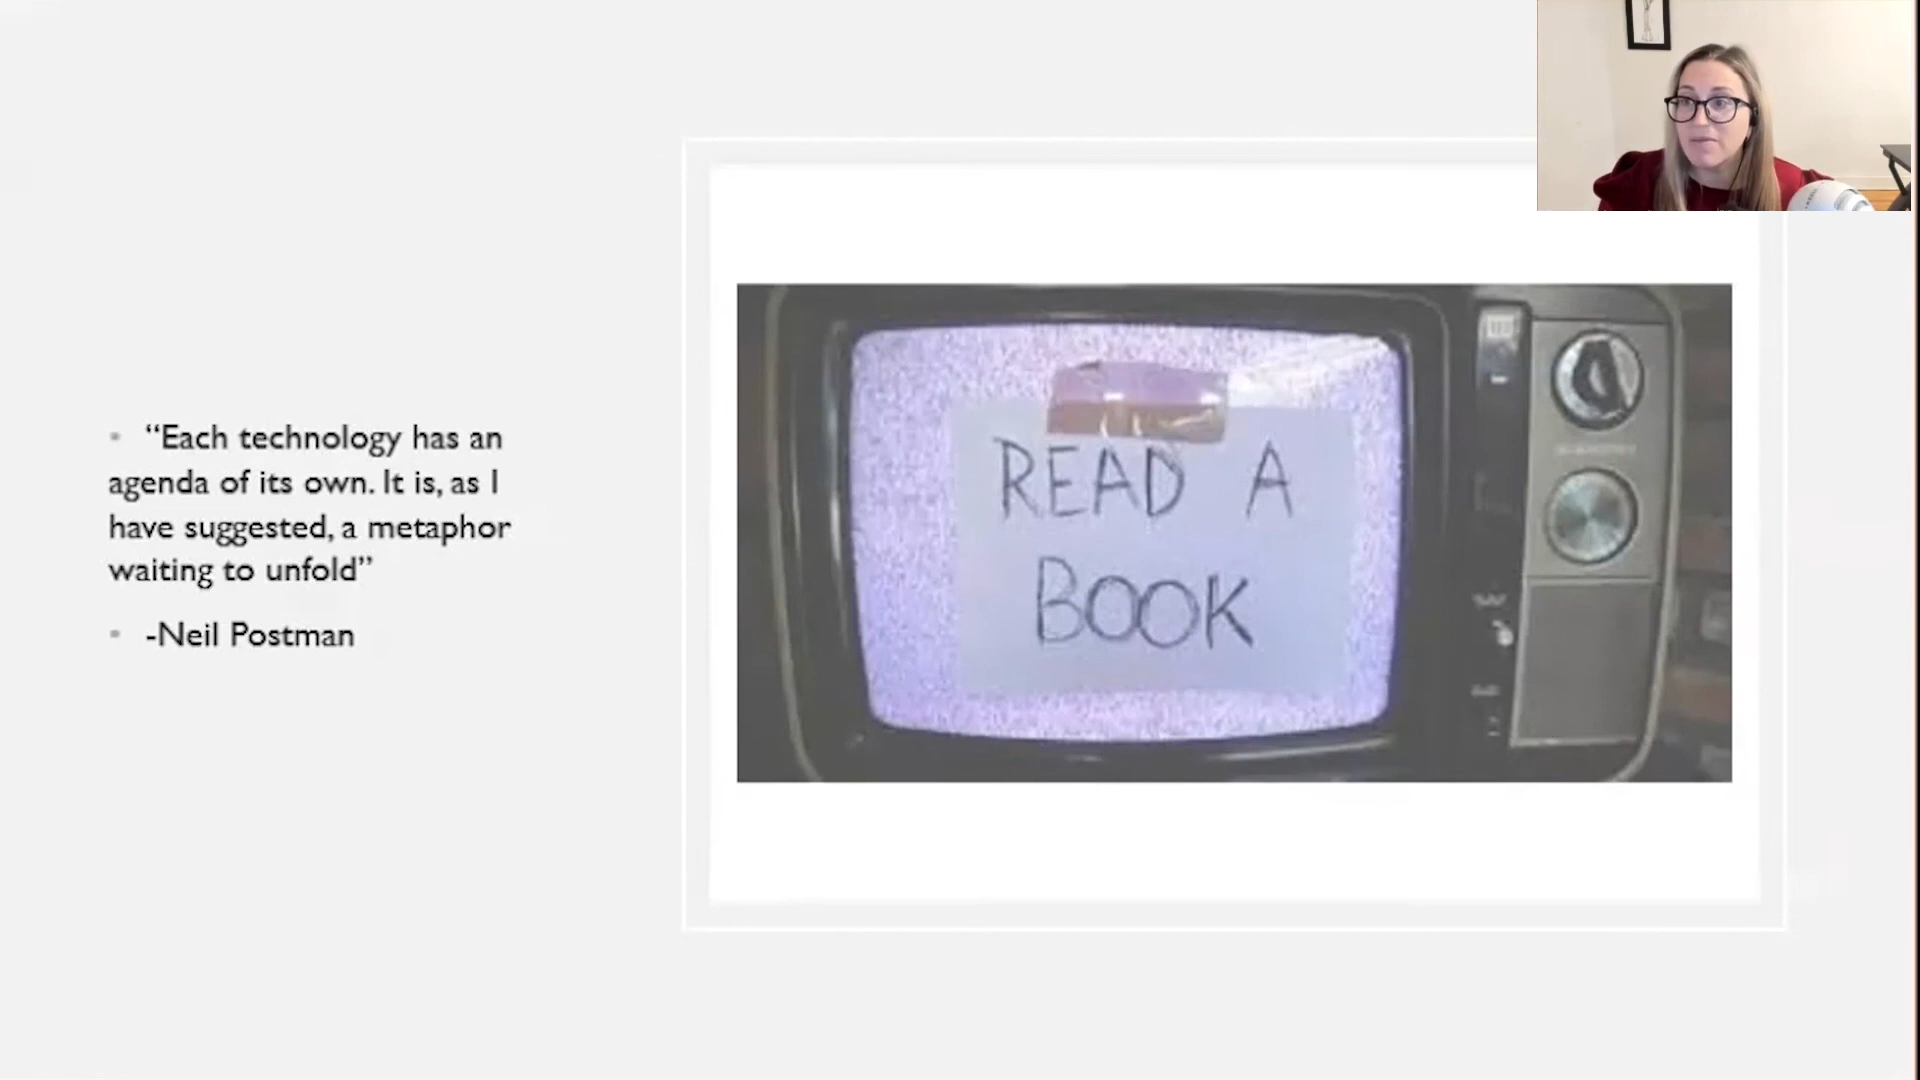 “Each technology has an
agenda of its own. It is, as I
have suggested, a metaphor
waiting to unfold”
-Neil Postman
READ A
BOOK